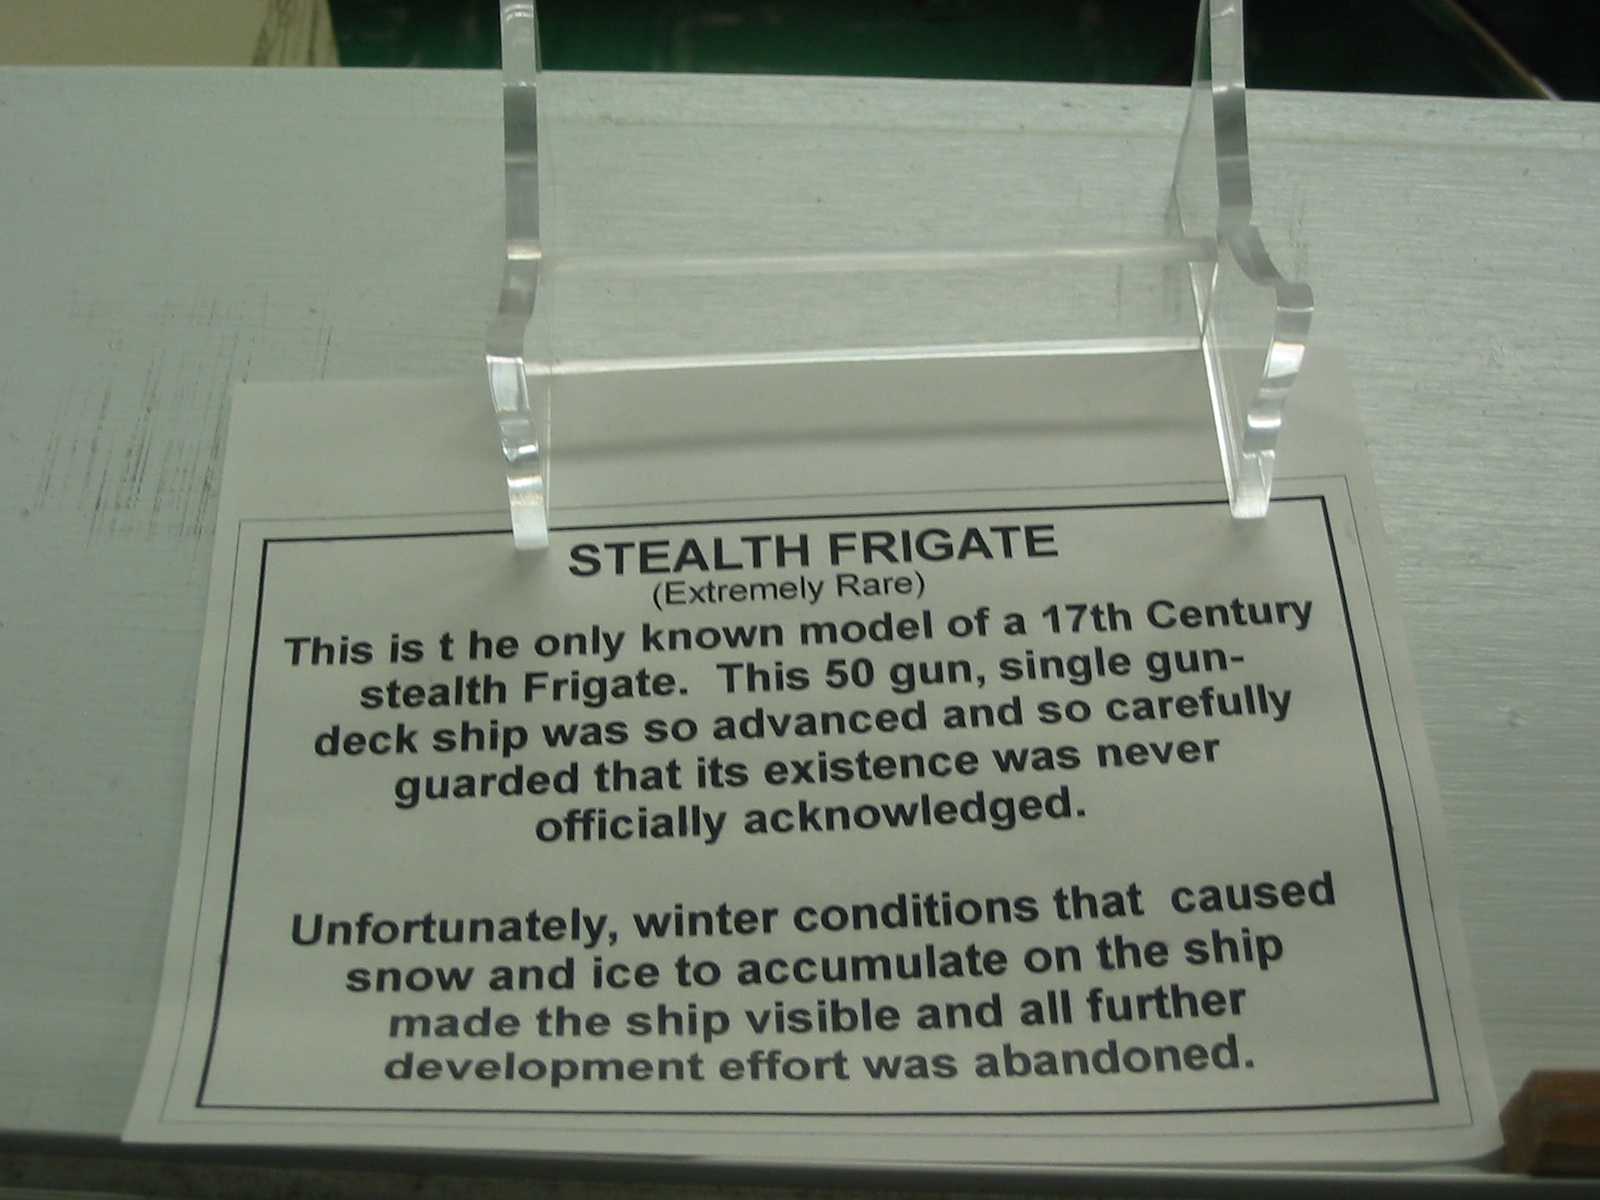 STEALTH FRIGATE
(Extremely Rare)
This is t he only known model of a 17th Century
stealth Frigate.  This 50 gun, single gun-
deck ship was so advanced and so carefully
guarded that its existence was never
officially acknowledged.
Unfortunately, winter conditions that  caused
snow and ice to accumulate on the ship
made the ship visible and all further
development effort was abandoned.